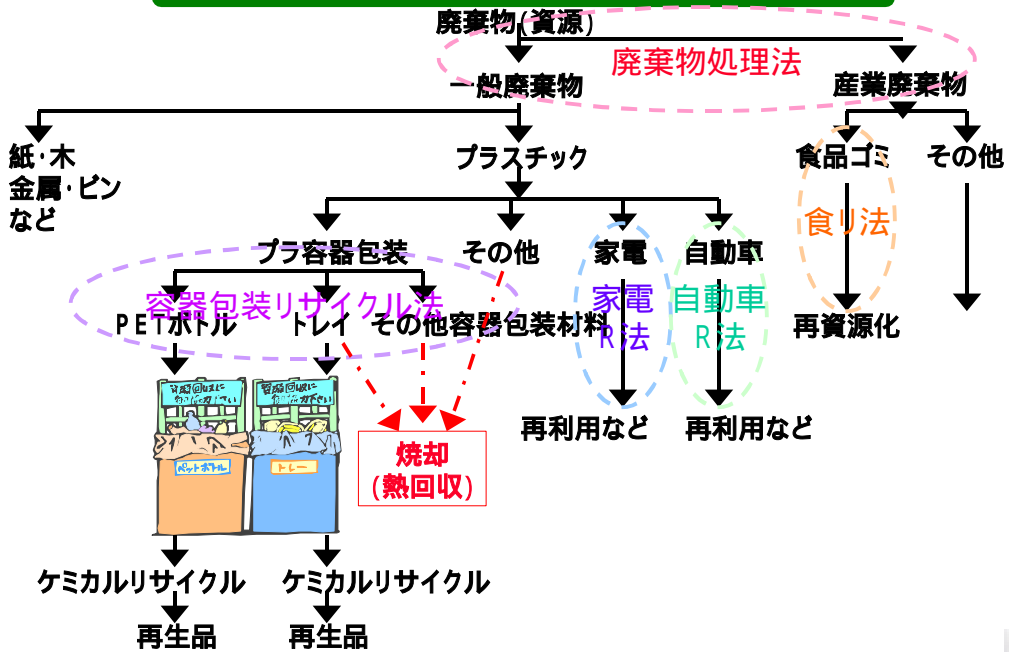 廃棄物(資源)
廃棄物処理法
一般廃棄物
産業廃棄物
紙・木
金属・ビン
など
プラスチック
食品ゴミ
その他
食リ法
プラ容器包装
その他
家電
自動車
容器包装リサイクル法
家電
R法
自動車
R法
PETボトル
トレイ
その他容器包装材料
再資源化
再利用など
再利用など
焼却
(熱回収)
ペットボトル
トレー
ケミカルリサイクル
ケミカルリサイクル
再生品
再生品